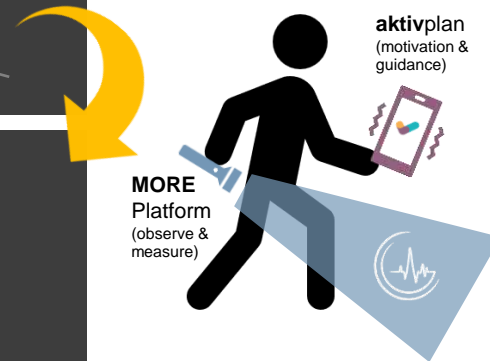 aktivplan
(motivation &
guidance)
MORE
Platform
(observe &
measure)